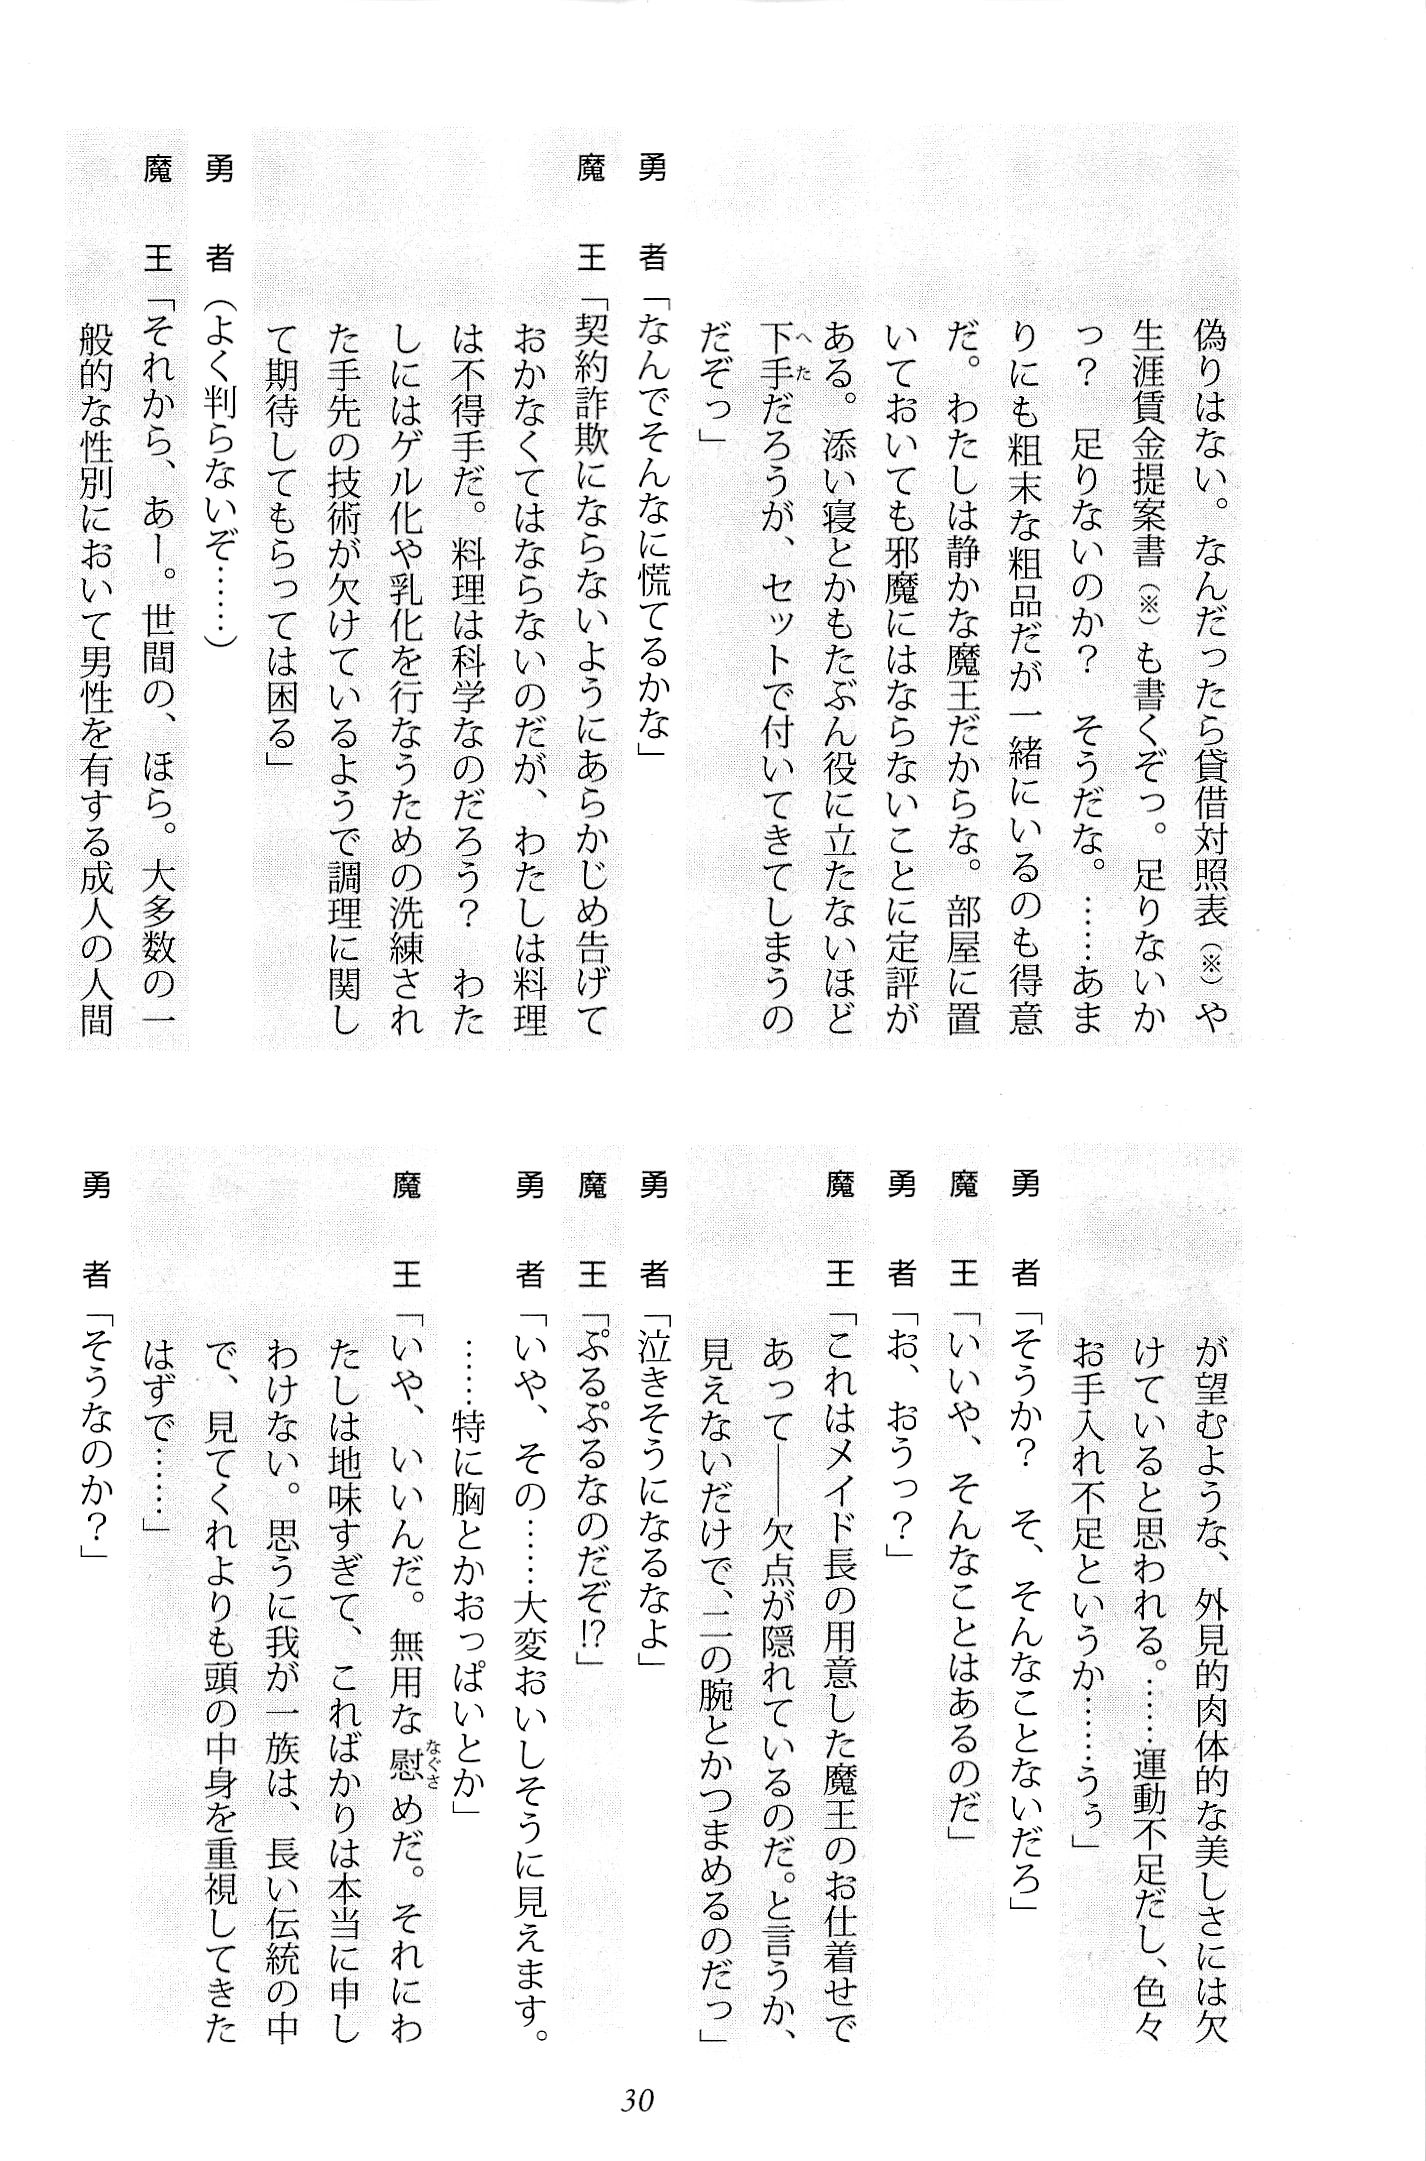 偽りはない。なんだったら貸借対照表(※)や
生涯賃金提案書(※)も書くぞっ。足りないか
っ？　足りないのか？　そうだな。……あま
りにも粗末な粗品だが一緒にいるのも得意
だ。わたしは静かな魔王だからな。部屋に置
いておいても邪魔にはならないことに定評が
ある。添い寝とかもたぶん役に立たないほど
下手だろうが、セットで付いてきてしまうの
へた
だぞっ」
勇　者「なんでそんなに慌てるかな」
魔　王「契約詐欺にならないようにあらかじめ告げて
おかなくてはならないのだが、わたしは料理
は不得手だ。料理は科学なのだろう？　わた
しにはゲル化や乳化を行なうための洗練され
た手先の技術が欠けているようで調理に関し
て期待してもらっては困る」
勇　者（よく判らないぞ……）
魔　王「それから、あー。世間の、ほら。大多数の一
般的な性別において男性を有する成人の人間
が望むような、外見的肉体的な美しさには欠
けていると思われる。……運動不足だし、色々
お手入れ不足というか……うぅ」
勇　者「そうか？　そ、そんなことないだろ」
魔　王「いいや、そんなことはあるのだ」
勇　者「お、おうっ？」
魔　王「これはメイド長の用意した魔王のお仕着せで
あって――欠点が隠れているのだ。と言うか、
見えないだけで、二の腕とかつまめるのだっ」
勇　者「泣きそうになるなよ」
魔　王「ぷるぷるなのだぞ!?」
勇　者「いや、その……大変おいしそうに見えます。
……特に胸とかおっぱいとか」
魔　王「いや、いいんだ。無用な慰めだ。それにわ
なぐさ
たしは地味すぎて、こればかりは本当に申し
わけない。思うに我が一族は、長い伝統の中
で、見てくれよりも頭の中身を重視してきた
はずで……」
勇　者「そうなのか？」
30